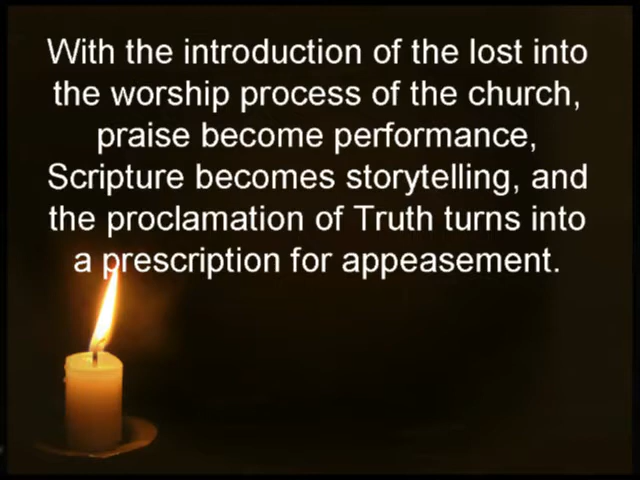 With the introduction of the lost into
the worship process of the church,
praise become performance,
Scripture becomes storytelling, and
the proclamation of Truth turns into
a prescription for appeasement.